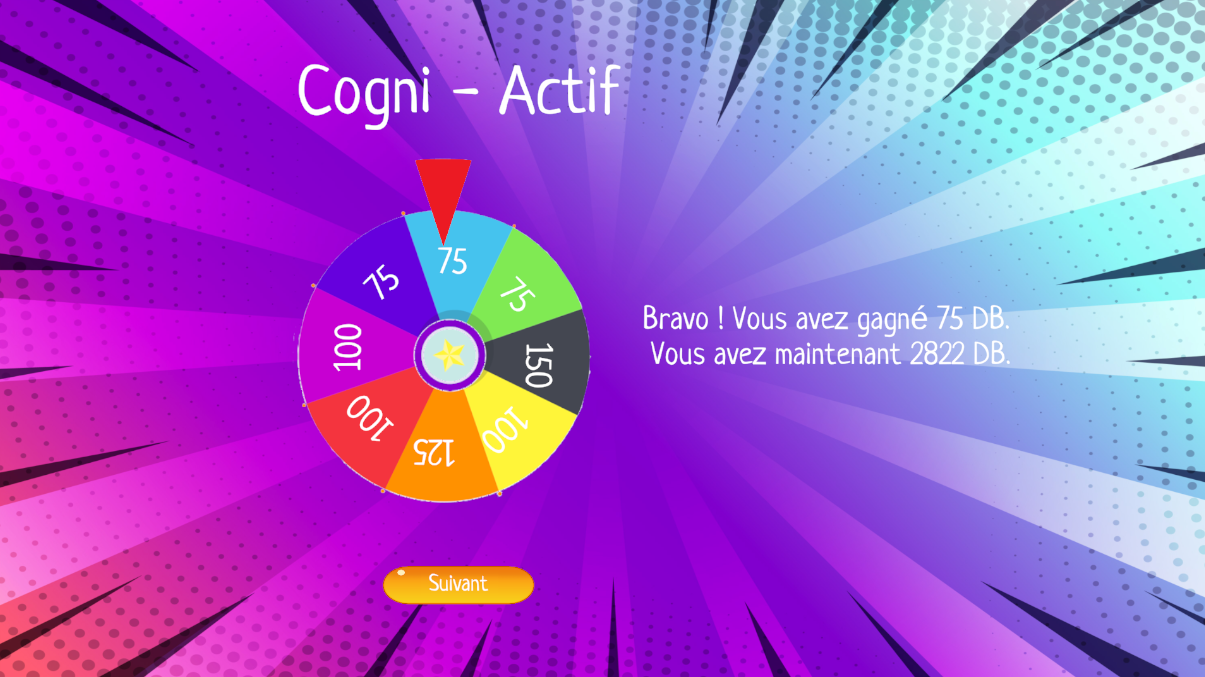 Cogni - Actif
75
75
75
100
150
100
125
100
Bravo ! Vous avez gagné 75 DB.
Vous avez maintenant 2822 DB.
Suivant